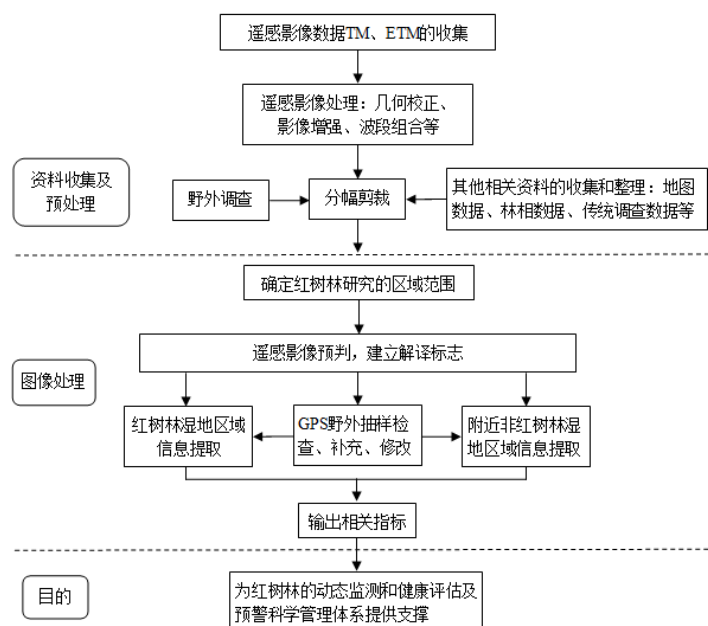 遥感影像数据TM、ETM的收集
遥感影像处理：几何校正、
影像增强、波段组合等
资料收集及
预处理
野外调查
分幅剪裁
其他相关资料的收集和整理：地图
数据、林相数据、传统调查数据等
确定红树林研究的区域范围
遥感影像预判，建立解译标志
图像处理
红树林湿地区域
信息提取
GPS野外抽样检
查、补充、修改
附近非红树林湿
地区域信息提取
输出相关指标
目的
为红树林的动态监测和健康评估及
预警科学管理体系提供支撑